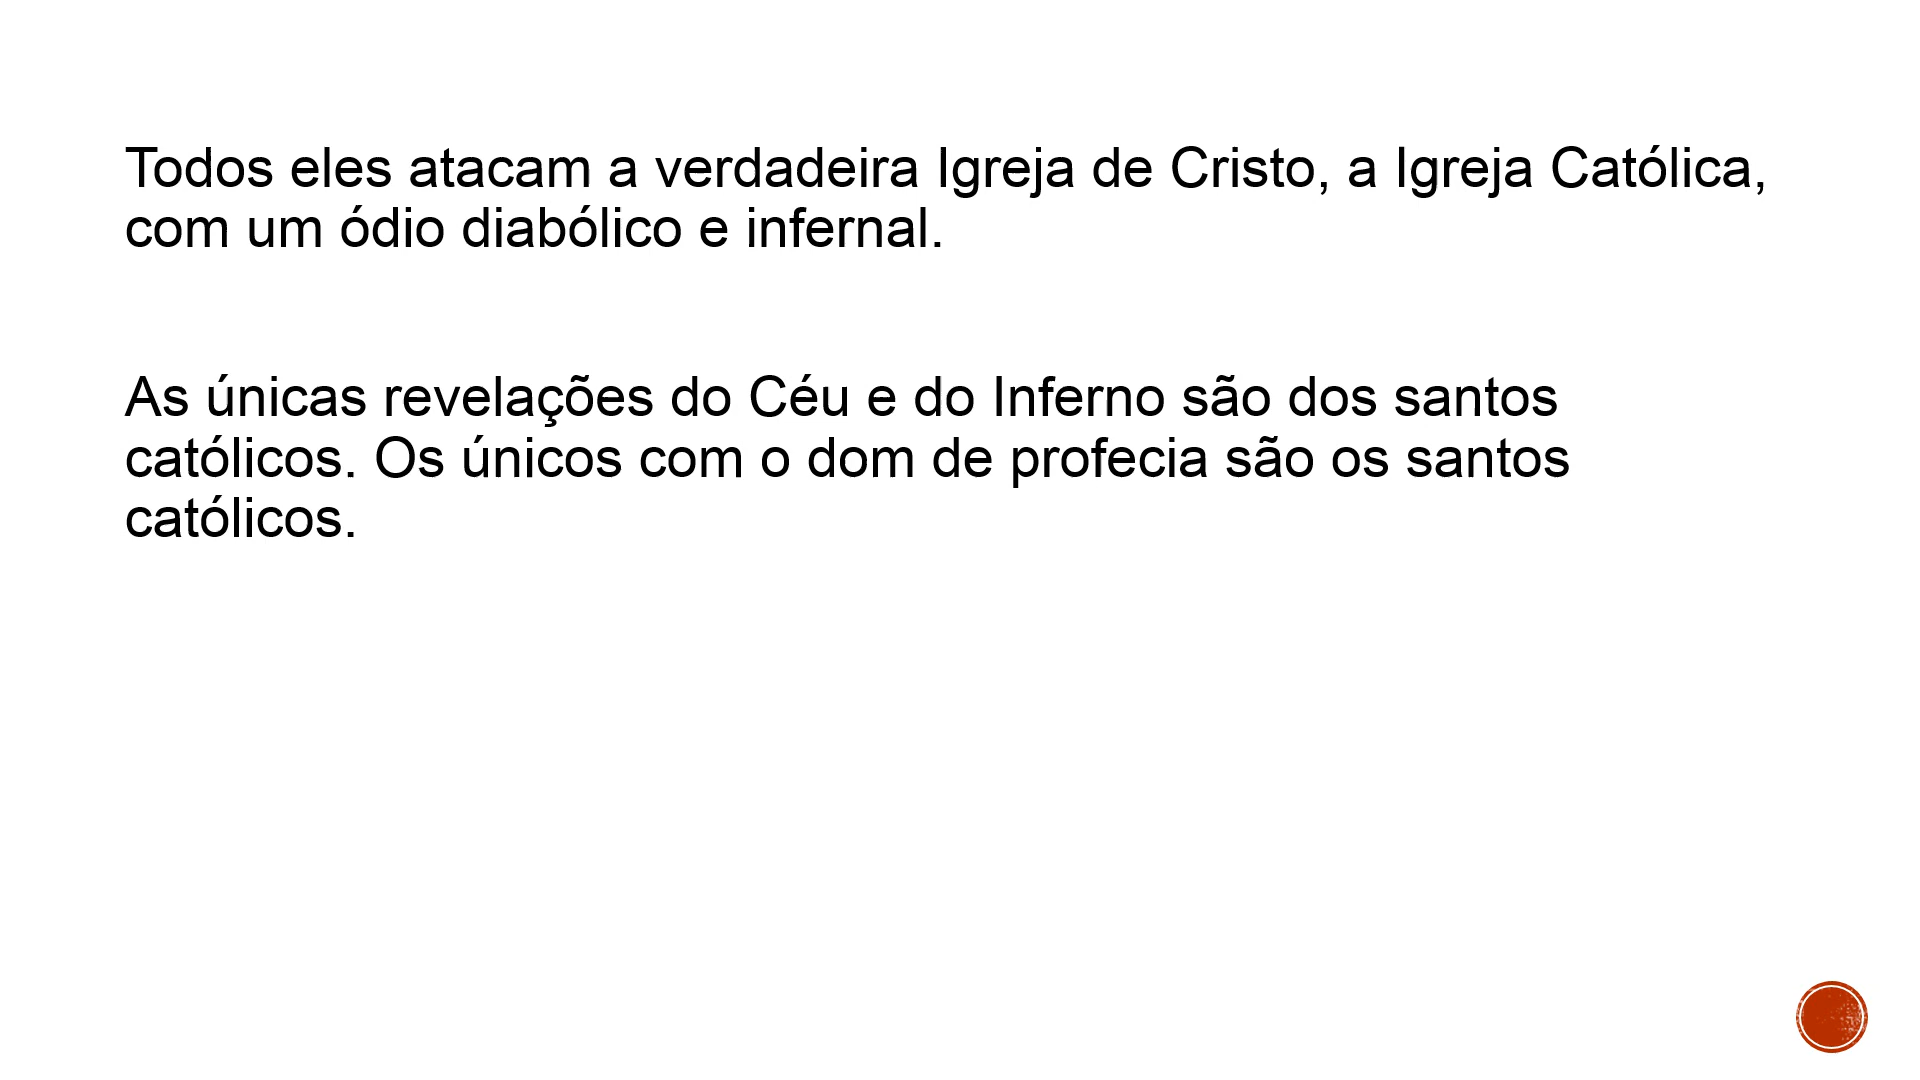 Todos eles atacam a verdadeira Igreja de Cristo, a Igreja Católica,
com um ódio diabólico e infernal.
As únicas revelações do Céu e do Inferno são dos santos
católicos. Os únicos com o dom de profecia são os santos
católicos.